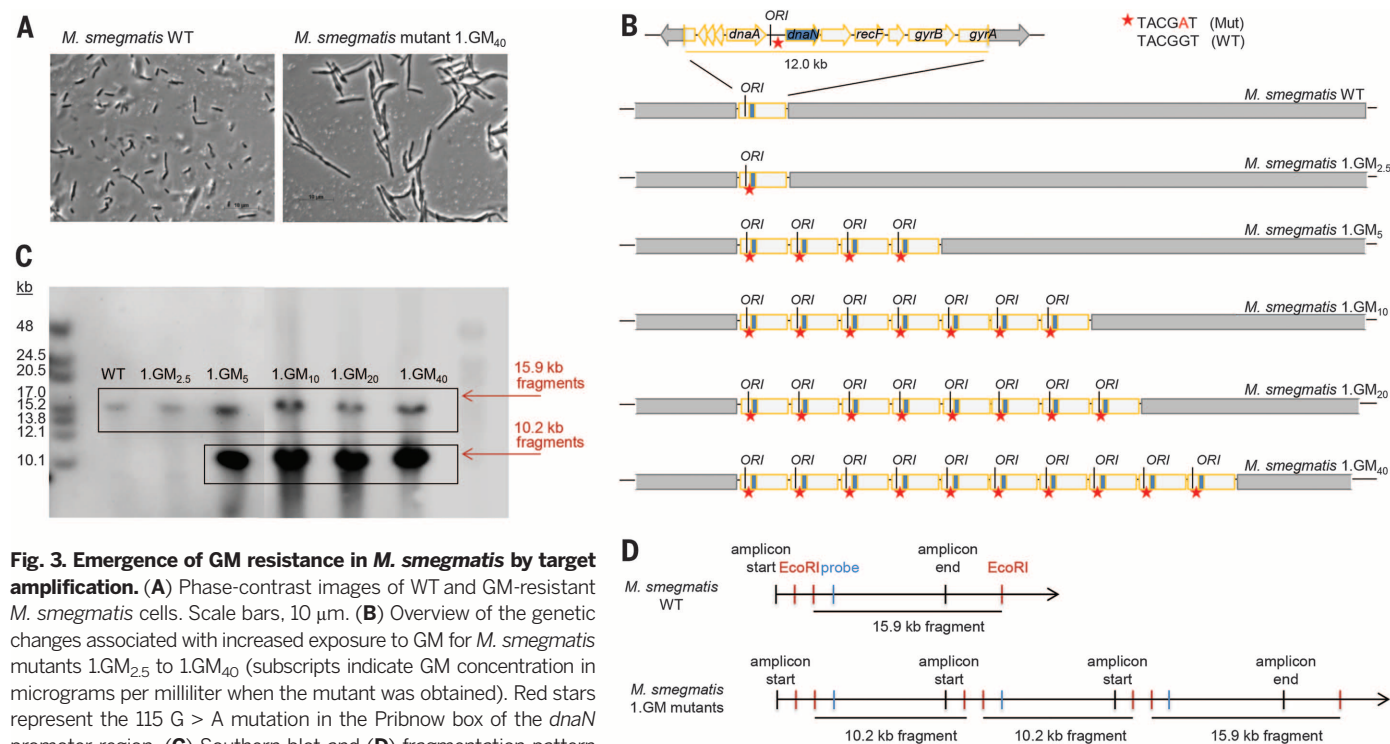 A
M. smegmatis WT
M. smegmatis mutant 1.GM40
10 µm
10 µm
B
ORI
dnaA
dnaN
recF
gyrB
gyrA
12.0 kb
TACGAT (Mut)
TACGGT (WT)
ORI
M. smegmatis WT
ORI
M. smegmatis 1.GM2.5
ORI ORI ORI ORI
M. smegmatis 1.GM5
ORI ORI ORI ORI ORI ORI ORI
M. smegmatis 1.GM10
ORI ORI ORI ORI ORI ORI ORI ORI
M. smegmatis 1.GM20
ORI ORI ORI ORI ORI ORI ORI ORI ORI ORI
M. smegmatis 1.GM40
C
kb
48
24.5
20.5
17.0
15.2
13.8
12.1
10.1
WT 1.GM2.5 1.GM5 1.GM10 1.GM20 1.GM40
15.9 kb
fragments
10.2 kb
fragments
Fig. 3. Emergence of GM resistance in M. smegmatis by target
amplification. (A) Phase-contrast images of WT and GM-resistant
M. smegmatis cells. Scale bars, 10 μm. (B) Overview of the genetic
changes associated with increased exposure to GM for M. smegmatis
mutants 1.GM2.5 to 1.GM40 (subscripts indicate GM concentration in
micrograms per milliliter when the mutant was obtained). Red stars
represent the 115 G > A mutation in the Pribnow box of the dnaN
promoter region. (C) Southern blot and (D) fragmentation pattern
D
M. smegmatis
WT
amplicon
start
EcoRI
probe
amplicon
end
EcoRI
15.9 kb fragment
M. smegmatis
1.GM mutants
amplicon
start
amplicon
start
amplicon
start
amplicon
end
10.2 kb fragment
10.2 kb fragment
15.9 kb fragment